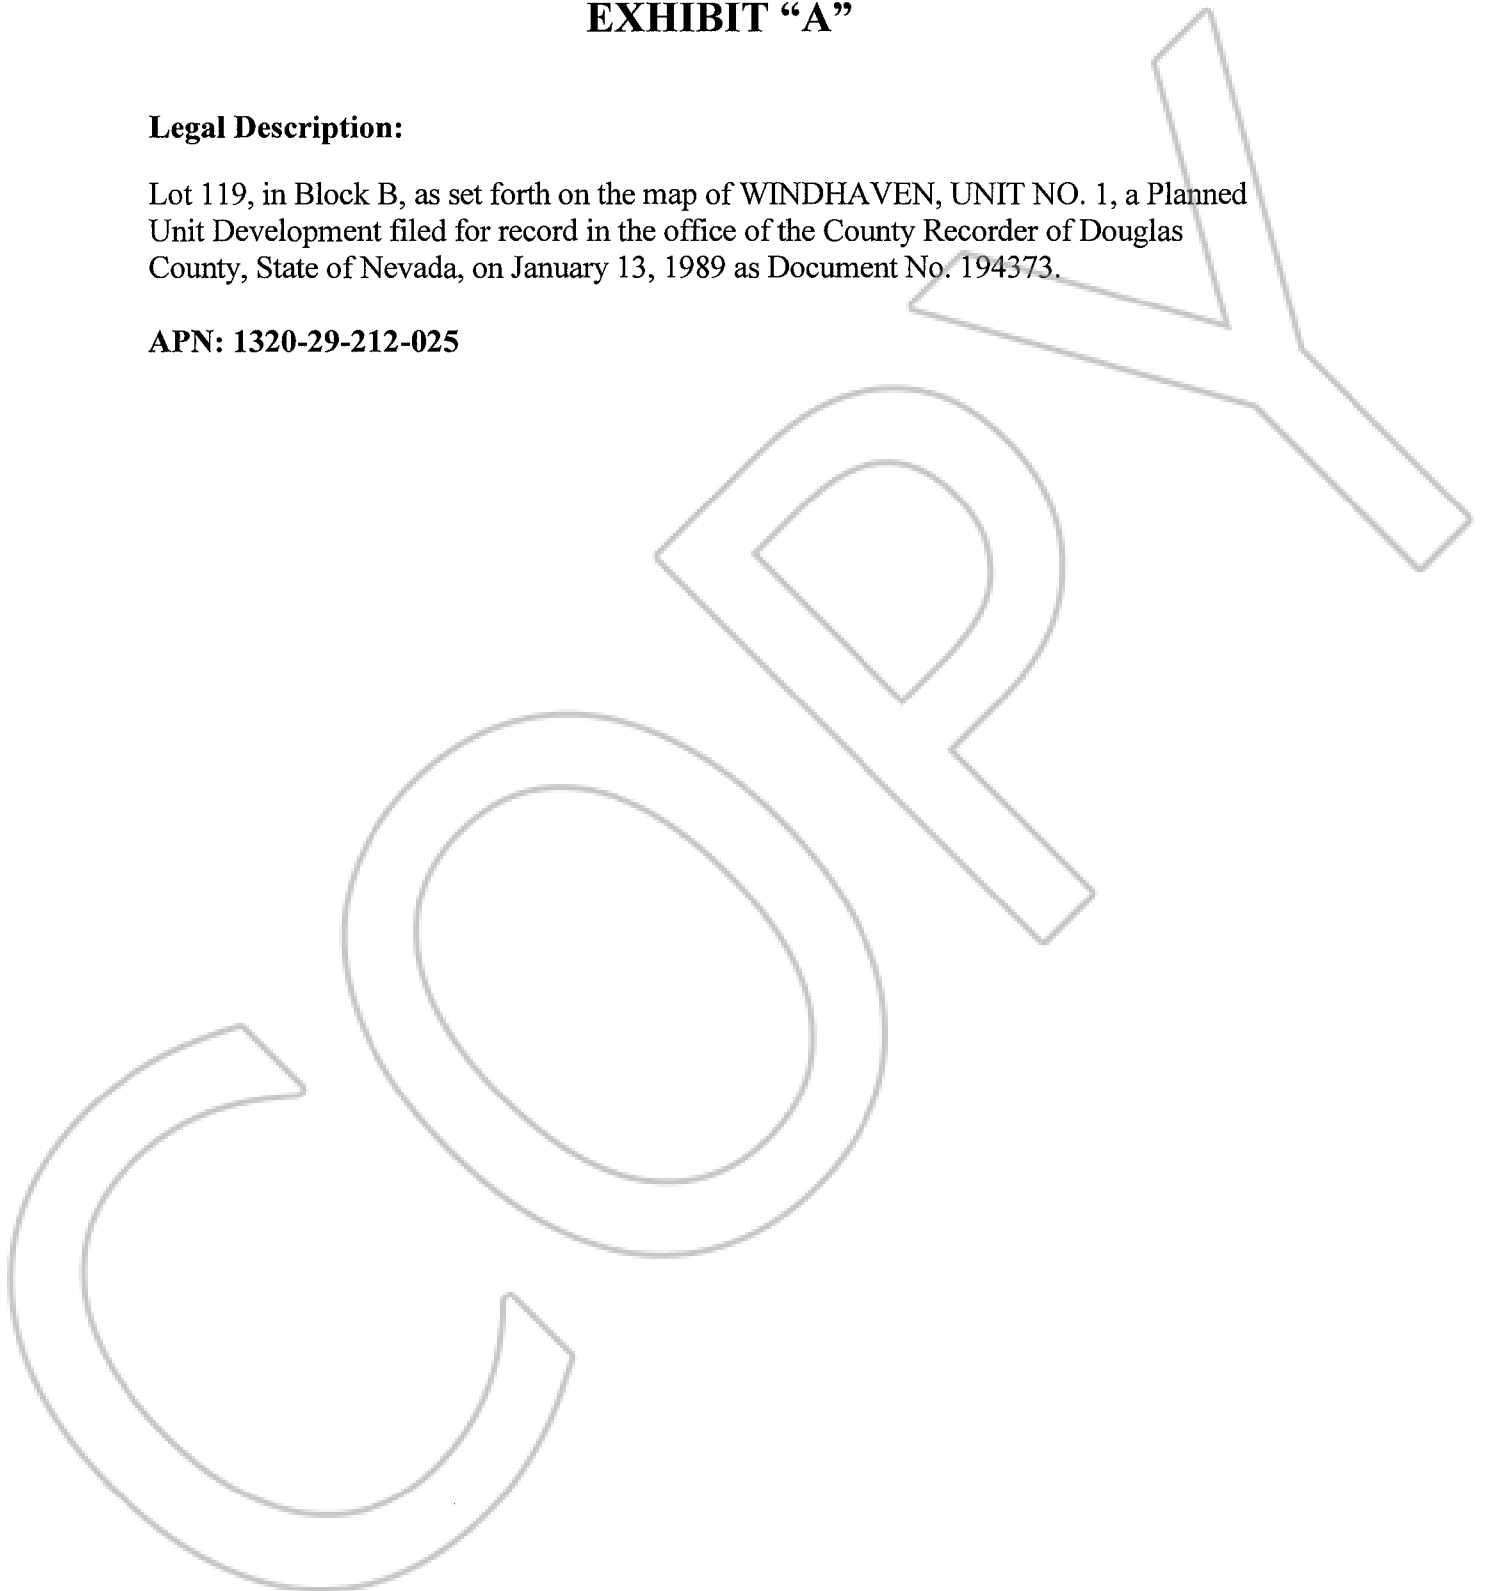 EXHIBIT “A”
Legal Description:
Lot 119, in Block B, as set forth on the map of WINDHAVEN, UNIT NO. 1, a Planned
Unit Development filed for record in the office of the County Recorder of Douglas
County, State of Nevada, on January 13, 1989 as Document No. 194373.
APN: 1320-29-212-025
COPY